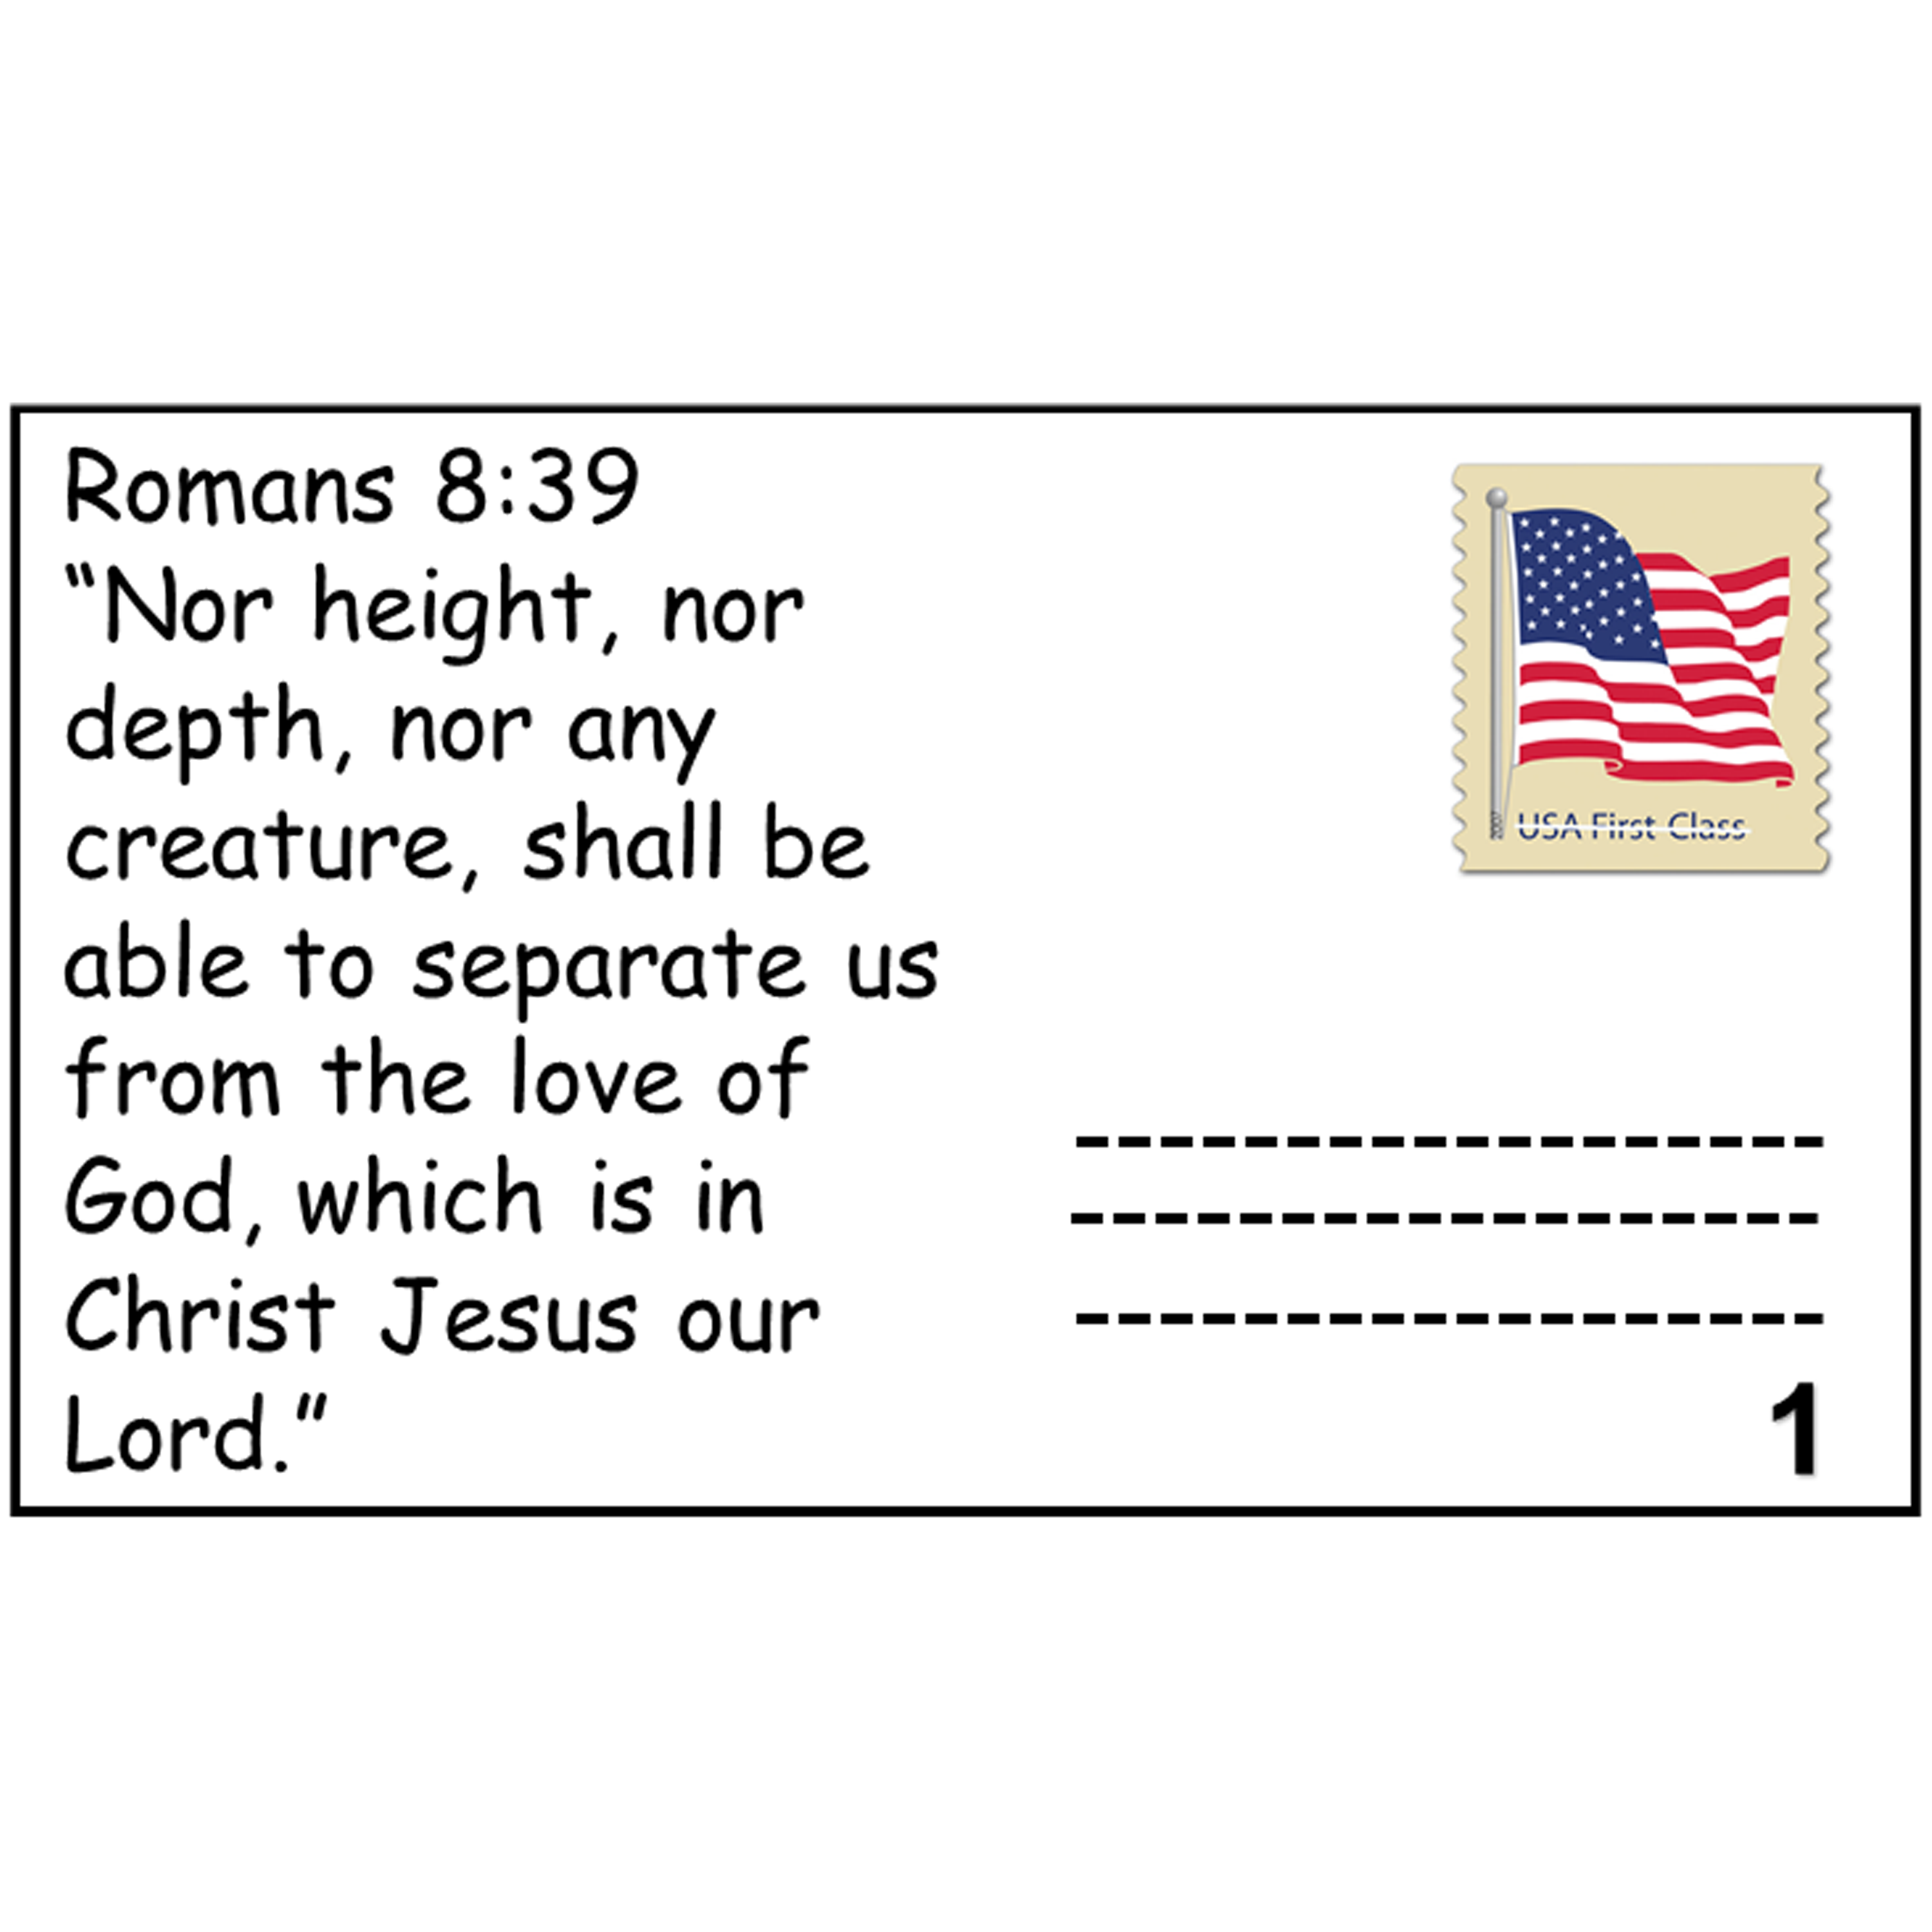 Romans 8:39
“Nor height, nor
depth, nor any
creature, shall be
able to separate us
from the love of
God, which is in
Christ Jesus our
Lord.”
2007
USA First-Class
1